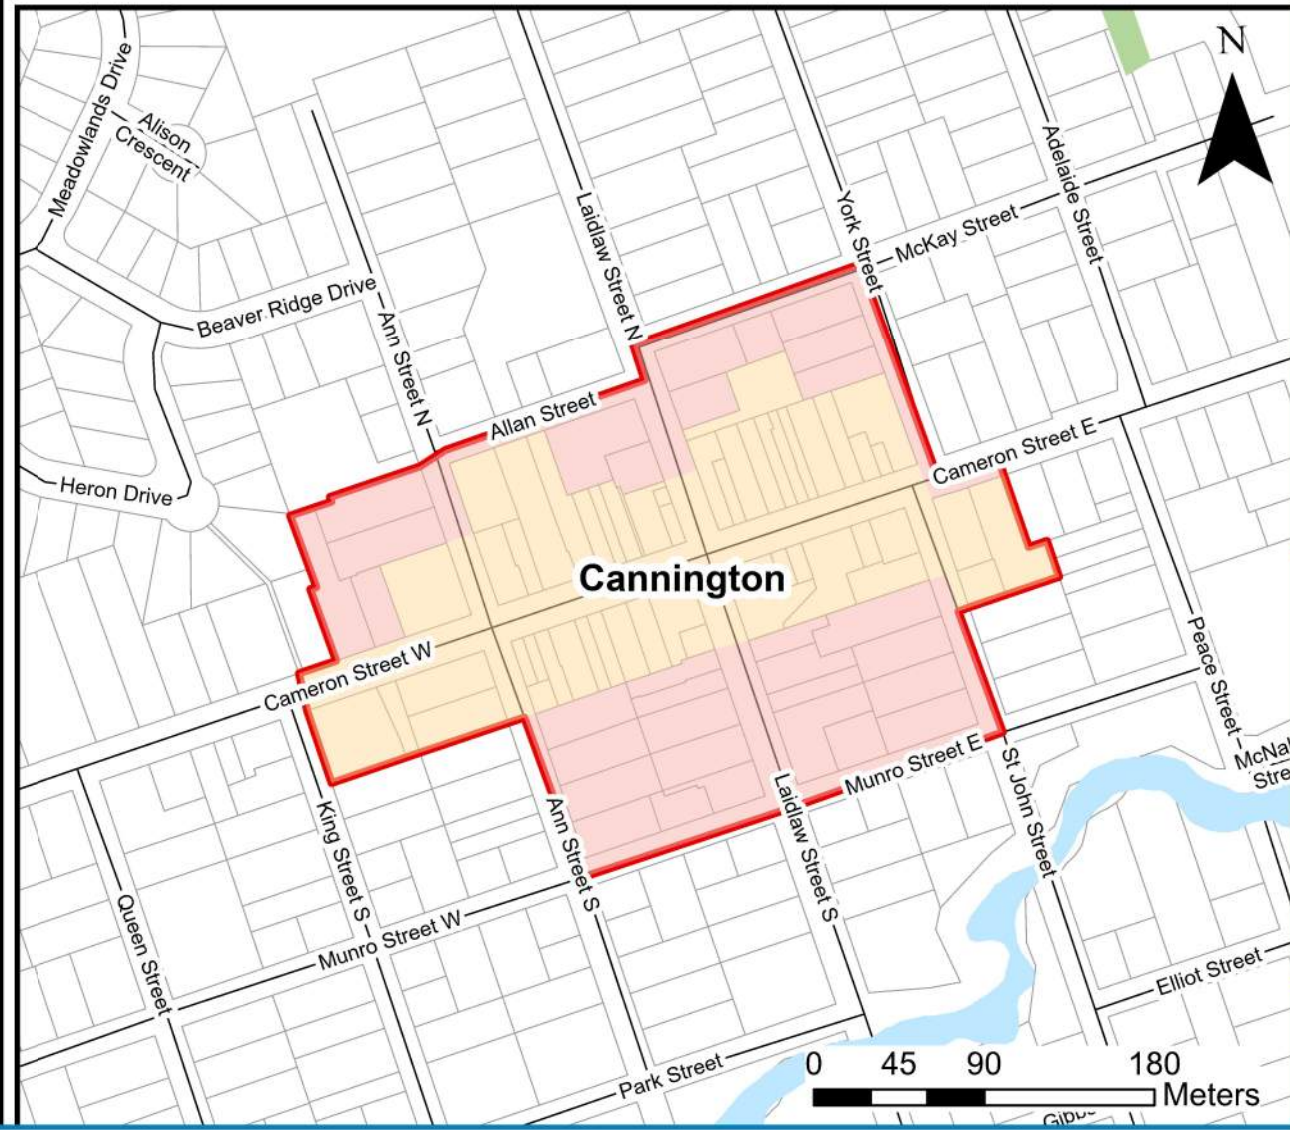 N
Meadowlands Drive
Alison
Crescent
Adelaide Street
Laidlaw Street N
York Street
McKay Street
Beaver Ridge Drive
Ann Street N
Allan Street
Cameron Street E
Heron Drive
Cannington
Cameron Street W
Peace Street
Munro Street E
Laidlaw Street S
St John Street
King Street S
Ann Street S
Queen Street
Munro Street W
Elliot Street
Park Street
0 45 90 180
Meters